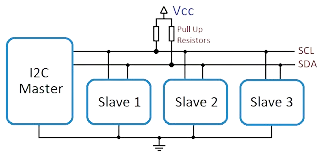 Vcc
Pull Up
Resistors
I2C
Master
SCL
SDA
Slave 1
Slave 2
Slave 3